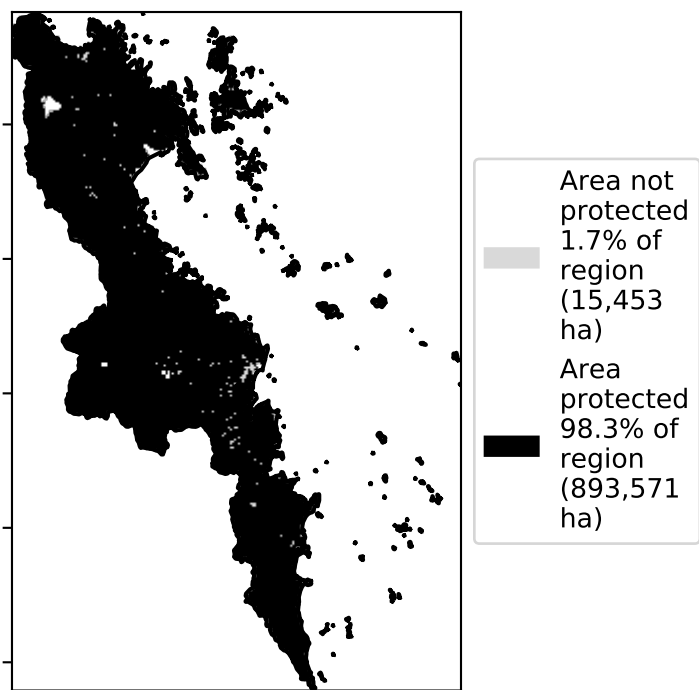 Area not
protected
1.7% of
region
(15,453
ha)
Area
protected
98.3% of
region
(893,571
ha)